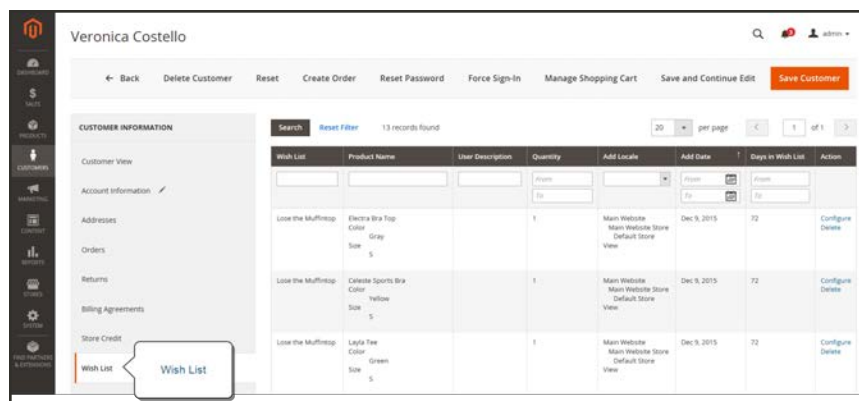 Veronica Costello
admin
DASHBOARD
SALES
PRODUCTS
CUSTOMERS
MARKETING
CONTENT
REPORTS
STORES
SYSTEM
FIND PARTNERS
& EXTENSIONS
← Back Delete Customer Reset Create Order Reset Password Force Sign-In Manage Shopping Cart Save and Continue Edit Save Customer
CUSTOMER INFORMATION
Customer View
Account Information
Addresses
Orders
Returns
Billing Agreements
Store Credit
Wish List
Wish List
Search Reset Filter 13 records found 20 per page 1 of 1
Wish List Product Name User Description Quantity Add Locale Add Date ↑ Days in Wish List Action
From From From
To To To
Lose the Muffintop Electra Bra Top 1 Main Website Dec 9, 2015 72 Configure
Color Main Website Store Delete
Gray Default Store
Size View
S
Lose the Muffintop Celeste Sports Bra 1 Main Website Dec 9, 2015 72 Configure
Color Main Website Store Delete
Yellow Default Store
Size View
S
Lose the Muffintop Layla Tee 1 Main Website Dec 9, 2015 72 Configure
Color Main Website Store Delete
Green Default Store
Size View
S